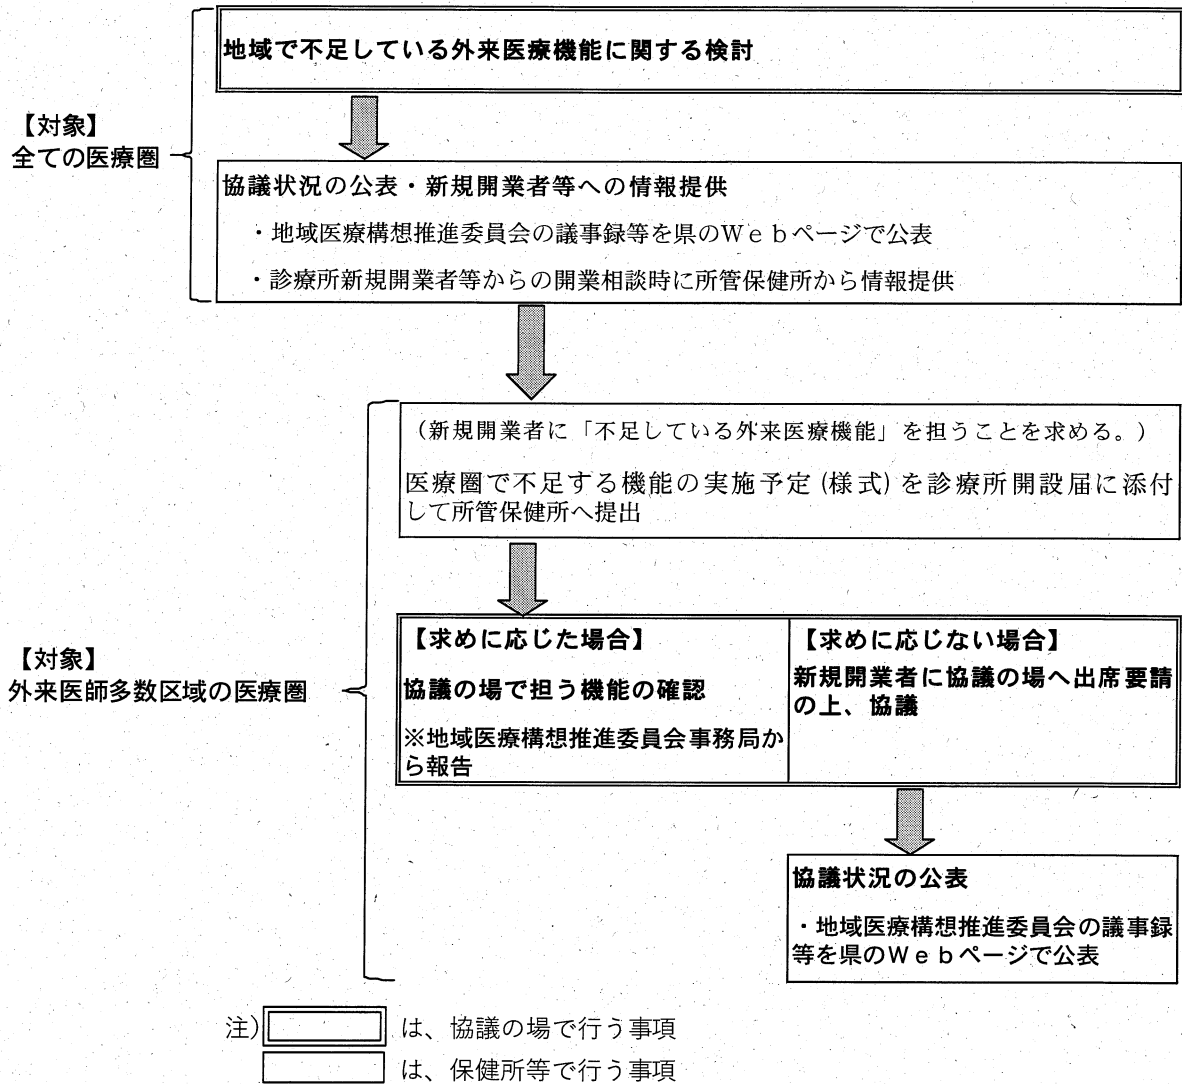 地域で不足している外来医療機能に関する検討
【対象】
全ての医療圏
協議状況の公表・新規開業者等への情報提供
・地域医療構想推進委員会の議事録等を県のWebページで公表
・診療所新規開業者等からの開業相談時に所管保健所から情報提供
(新規開業者に「不足している外来医療機能」を担うことを求める。)
医療圏で不足する機能の実施予定(様式)を診療所開設届に添付
して所管保健所へ提出
【対象】
外来医師多数区域の医療圏
【求めに応じた場合】
協議の場で担う機能の確認
※地域医療構想推進委員会事務局か
ら報告
【求めに応じない場合】
新規開業者に協議の場へ出席要請
の上、協議
協議状況の公表
・地域医療構想推進委員会の議事録
等を県のWebページで公表
注) は、協議の場で行う事項
は、保健所等で行う事項